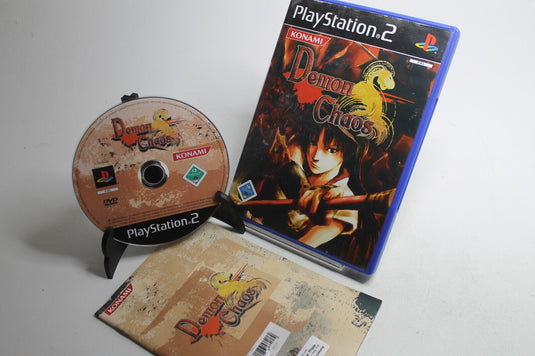 PlayStation 2
KONAMI
Demon
Chaos
Demon
Chaos
KONAMI
DVD
PlayStation 2
KONAMI
Demon
Chaos